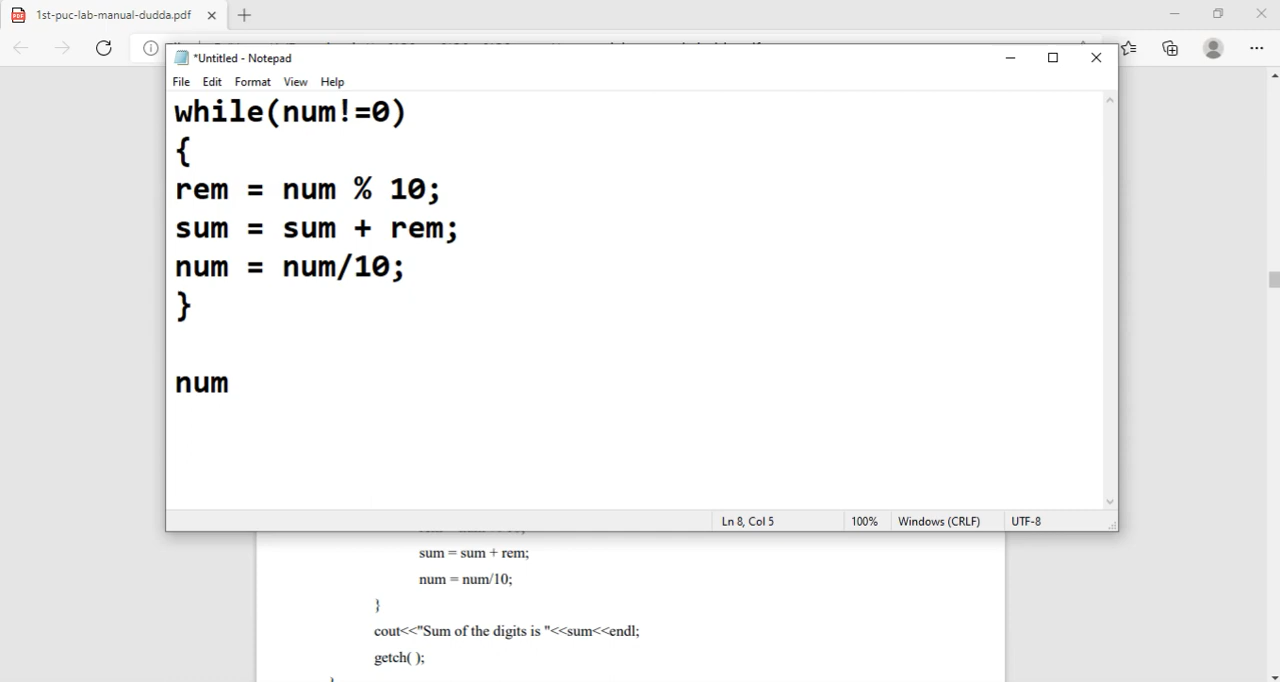 1st-puc-lab-manual-dudda.pdf
*Untitled - Notepad
File Edit Format View Help
while(num!=0)
{
rem = num % 10;
sum = sum + rem;
num = num/10;
}
num
Ln 8, Col 5 100% Windows (CRLF) UTF-8
sum = sum + rem;
num = num/10;
}
cout<<"Sum of the digits is "<<sum<<endl;
getch( );